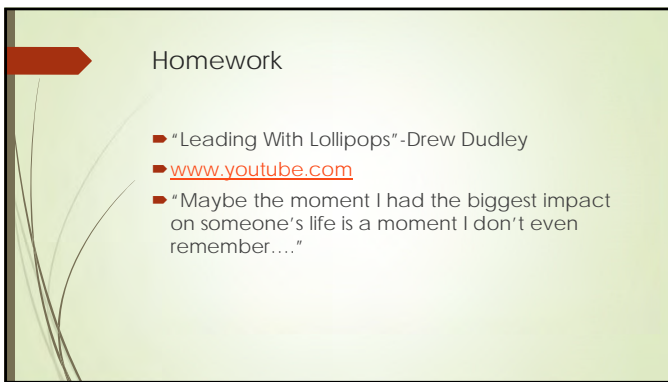 Homework
“Leading With Lollipops”-Drew Dudley
www.youtube.com
“Maybe the moment I had the biggest impact
on someone’s life is a moment I don’t even
remember….”